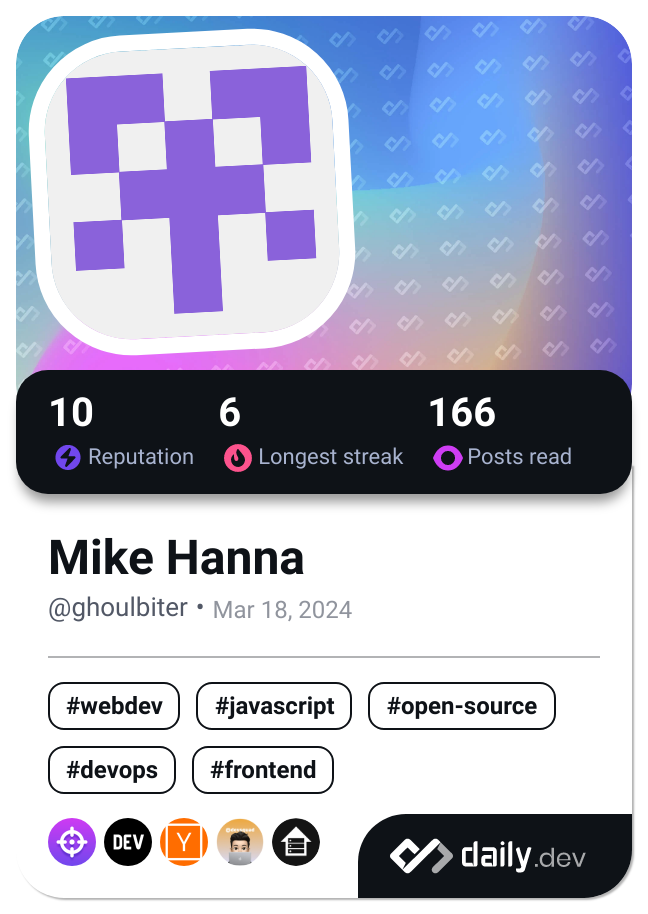 10 6 166
Reputation Longest streak Posts read
Mike Hanna
@ghoulbiter • Mar 18, 2024
#webdev #javascript #open-source
#devops #frontend
DEV Y
daily.dev